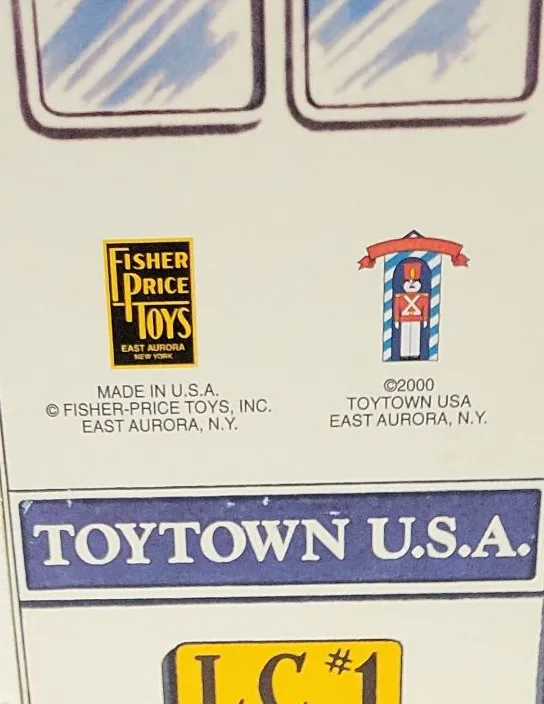 FISHER
PRICE
TOYS
EAST AURORA
NEW YORK
MADE IN U.S.A.
© FISHER-PRICE TOYS, INC.
EAST AURORA, N.Y.
©2000
TOYTOWN USA
EAST AURORA, N.Y.
TOYTOWN U.S.A.
I.C. #1